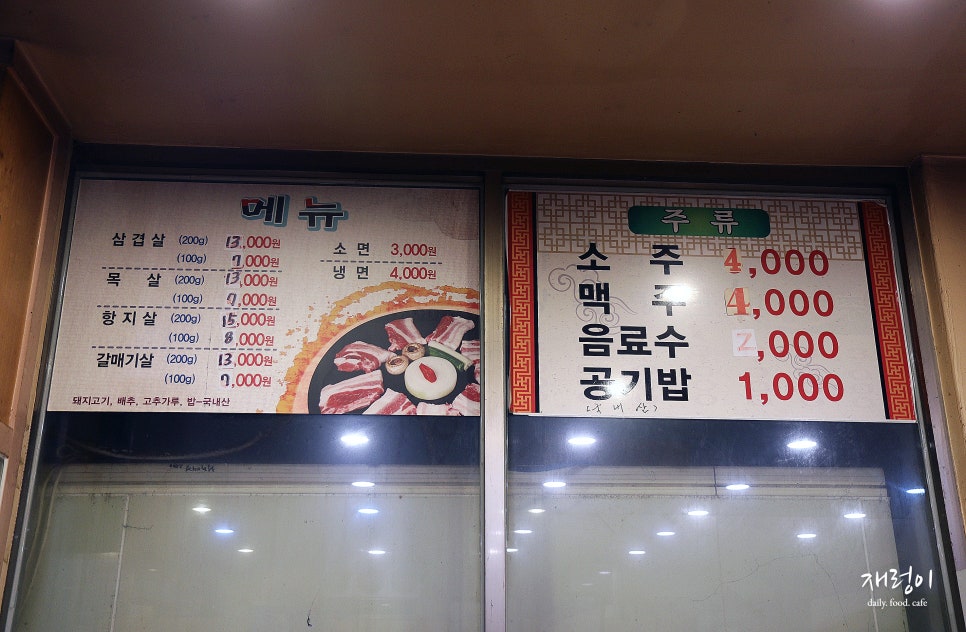 메뉴
삼겹살 (200g) 13,000원
(100g) 7,000원
목살 (200g) 13,000원
(100g) 7,000원
항지살 (200g) 15,000원
(100g) 8,000원
갈매기살 (200g) 13,000원
(100g) 7,000원
소면 3,000원
냉면 4,000원
돼지고기, 배추, 고추가루, 밥-국내산
주류
소주 4,000
맥주 4,000
음료수 2,000
공기밥 1,000
(국내산)
재렁이
daily. food. cafe